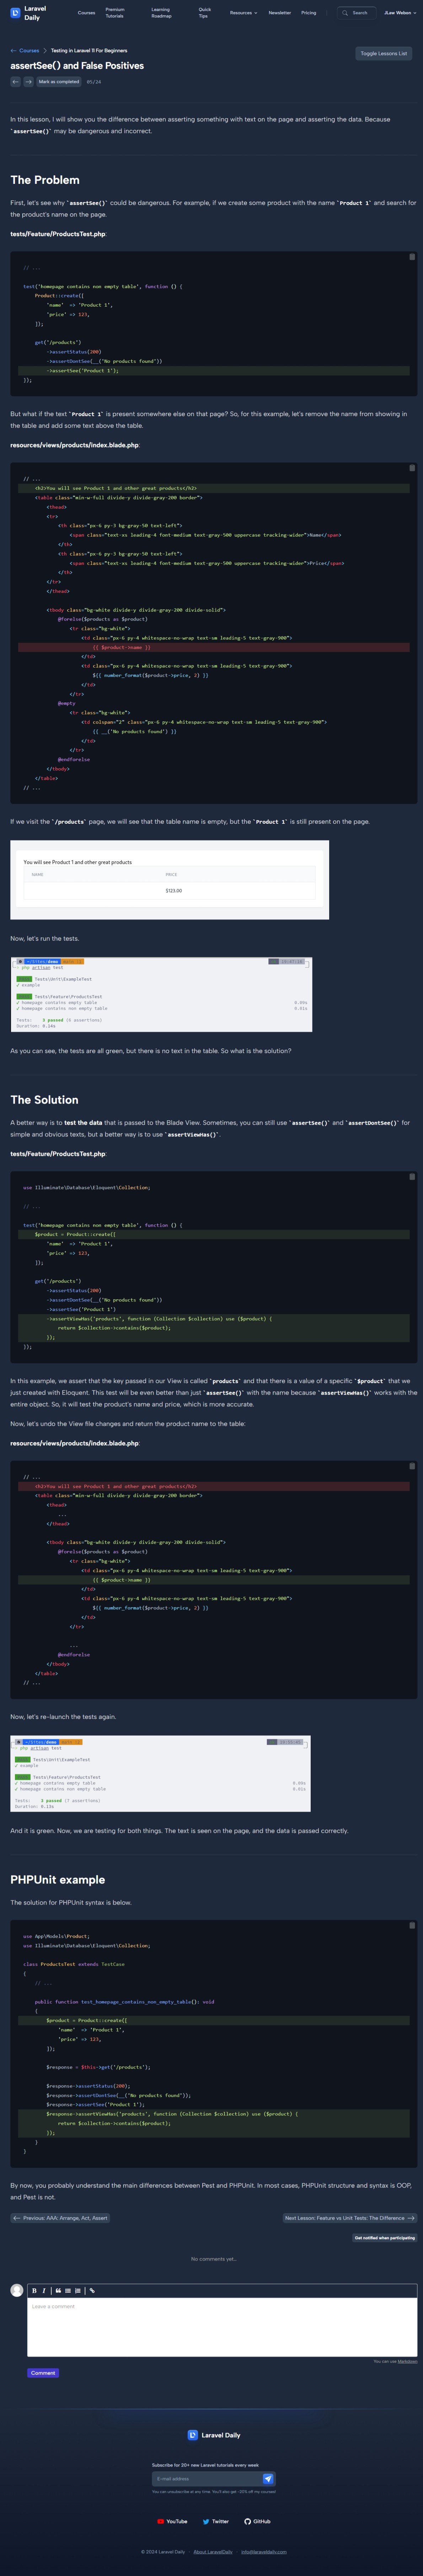 Laravel
Daily
Courses
Premium
Tutorials
Learning
Roadmap
Quick
Tips
Resources
Newsletter
Pricing
Search
JLee Webon
Courses
Testing in Laravel 11 For Beginners
Toggle Lessons List
assertSee() and False Positives
Mark as completed
05/24
In this lesson, I will show you the difference between asserting something with text on the page and asserting the data. Because
`assertSee()` may be dangerous and incorrect.
The Problem
First, let's see why `assertSee()` could be dangerous. For example, if we create some product with the name `Product 1` and search for
the product's name on the page.
tests/Feature/ProductsTest.php:
// ...
test('homepage contains non empty table', function () {
Product::create([
'name' => 'Product 1',
'price' => 123,
]);
get('/products')
->assertStatus(200)
->assertDontSee(__('No products found'))
->assertSee('Product 1');
});
But what if the text `Product 1` is present somewhere else on that page? So, for this example, let's remove the name from showing in
the table and add some text above the table.
resources/views/products/index.blade.php:
// ...
<h2>You will see Product 1 and other great products</h2>
<table class="min-w-full divide-y divide-gray-200 border">
<thead>
<tr>
<th class="px-6 py-3 bg-gray-50 text-left">
<span class="text-xs leading-4 font-medium text-gray-500 uppercase tracking-wider">Name</span>
</th>
<th class="px-6 py-3 bg-gray-50 text-left">
<span class="text-xs leading-4 font-medium text-gray-500 uppercase tracking-wider">Price</span>
</th>
</tr>
</thead>
<tbody class="bg-white divide-y divide-gray-200 divide-solid">
@forelse($products as $product)
<tr class="bg-white">
<td class="px-6 py-4 whitespace-no-wrap text-sm leading-5 text-gray-900">
{{ $product->name }}
</td>
<td class="px-6 py-4 whitespace-no-wrap text-sm leading-5 text-gray-900">
${{ number_format($product->price, 2) }}
</td>
</tr>
@empty
<tr class="bg-white">
<td colspan="2" class="px-6 py-4 whitespace-no-wrap text-sm leading-5 text-gray-900">
{{ __('No products found') }}
</td>
</tr>
@endforelse
</tbody>
</table>
// ...
If we visit the `/products` page, we will see that the table name is empty, but the `Product 1` is still present on the page.
You will see Product 1 and other great products
NAME
PRICE
$123.00
Now, let's run the tests.
~/Sites/demo
php artisan test
Tests\Unit\ExampleTest
✓ example
Tests\Feature\ProductsTest
✓ homepage contains empty table
✓ homepage contains non empty table
Tests: 3 passed (6 assertions)
Duration: 0.14s
As you can see, the tests are all green, but there is no text in the table. So what is the solution?
The Solution
A better way is to test the data that is passed to the Blade View. Sometimes, you can still use `assertSee()` and `assertDontSee()` for
simple and obvious texts, but a better way is to use `assertViewHas()`.
tests/Feature/ProductsTest.php:
use Illuminate\Database\Eloquent\Collection;
// ...
test('homepage contains non empty table', function () {
$product = Product::create([
'name' => 'Product 1',
'price' => 123,
]);
get('/products')
->assertStatus(200)
->assertDontSee(__('No products found'))
->assertSee('Product 1')
->assertViewHas('products', function (Collection $collection) use ($product) {
return $collection->contains($product);
});
});
In this example, we assert that the key passed in our View is called `products` and that there is a value of a specific `$product` that we
just created with Eloquent. This test will be even better than just `assertSee()` with the name because `assertViewHas()` works with the
entire object. So, it will test the product's name and price, which is more accurate.
Now, let's undo the View file changes and return the product name to the table:
resources/views/products/index.blade.php:
// ...
<h2>You will see Product 1 and other great products</h2>
<table class="min-w-full divide-y divide-gray-200 border">
<thead>
...
</thead>
<tbody class="bg-white divide-y divide-gray-200 divide-solid">
@forelse($products as $product)
<tr class="bg-white">
<td class="px-6 py-4 whitespace-no-wrap text-sm leading-5 text-gray-900">
{{ $product->name }}
</td>
<td class="px-6 py-4 whitespace-no-wrap text-sm leading-5 text-gray-900">
${{ number_format($product->price, 2) }}
</td>
</tr>
...
@endforelse
</tbody>
</table>
// ...
Now, let's re-launch the tests again.
~/Sites/demo
php artisan test
Tests\Unit\ExampleTest
✓ example
Tests\Feature\ProductsTest
✓ homepage contains empty table
✓ homepage contains non empty table
Tests: 3 passed (7 assertions)
Duration: 0.13s
And it is green. Now, we are testing for both things. The text is seen on the page, and the data is passed correctly.
PHPUnit example
The solution for PHPUnit syntax is below.
use App\Models\Product;
use Illuminate\Database\Eloquent\Collection;
class ProductsTest extends TestCase
{
// ...
public function test_homepage_contains_non_empty_table(): void
{
$product = Product::create([
'name' => 'Product 1',
'price' => 123,
]);
$response = $this->get('/products');
$response->assertStatus(200);
$response->assertDontSee(__('No products found'));
$response->assertSee('Product 1');
$response->assertViewHas('products', function (Collection $collection) use ($product) {
return $collection->contains($product);
});
}
}
By now, you probably understand the main differences between Pest and PHPUnit. In most cases, PHPUnit structure and syntax is OOP,
and Pest is not.
Previous: AAA: Arrange, Act, Assert
Next Lesson: Feature vs Unit Tests: The Difference
Get notified when participating
No comments yet…
B I
Leave a comment
You can use Markdown
Comment
Laravel Daily
Subscribe for 20+ new Laravel tutorials every week
E-mail address
YouTube
Twitter
GitHub
© 2024 Laravel Daily
About LaravelDaily
info@laraveldaily.com